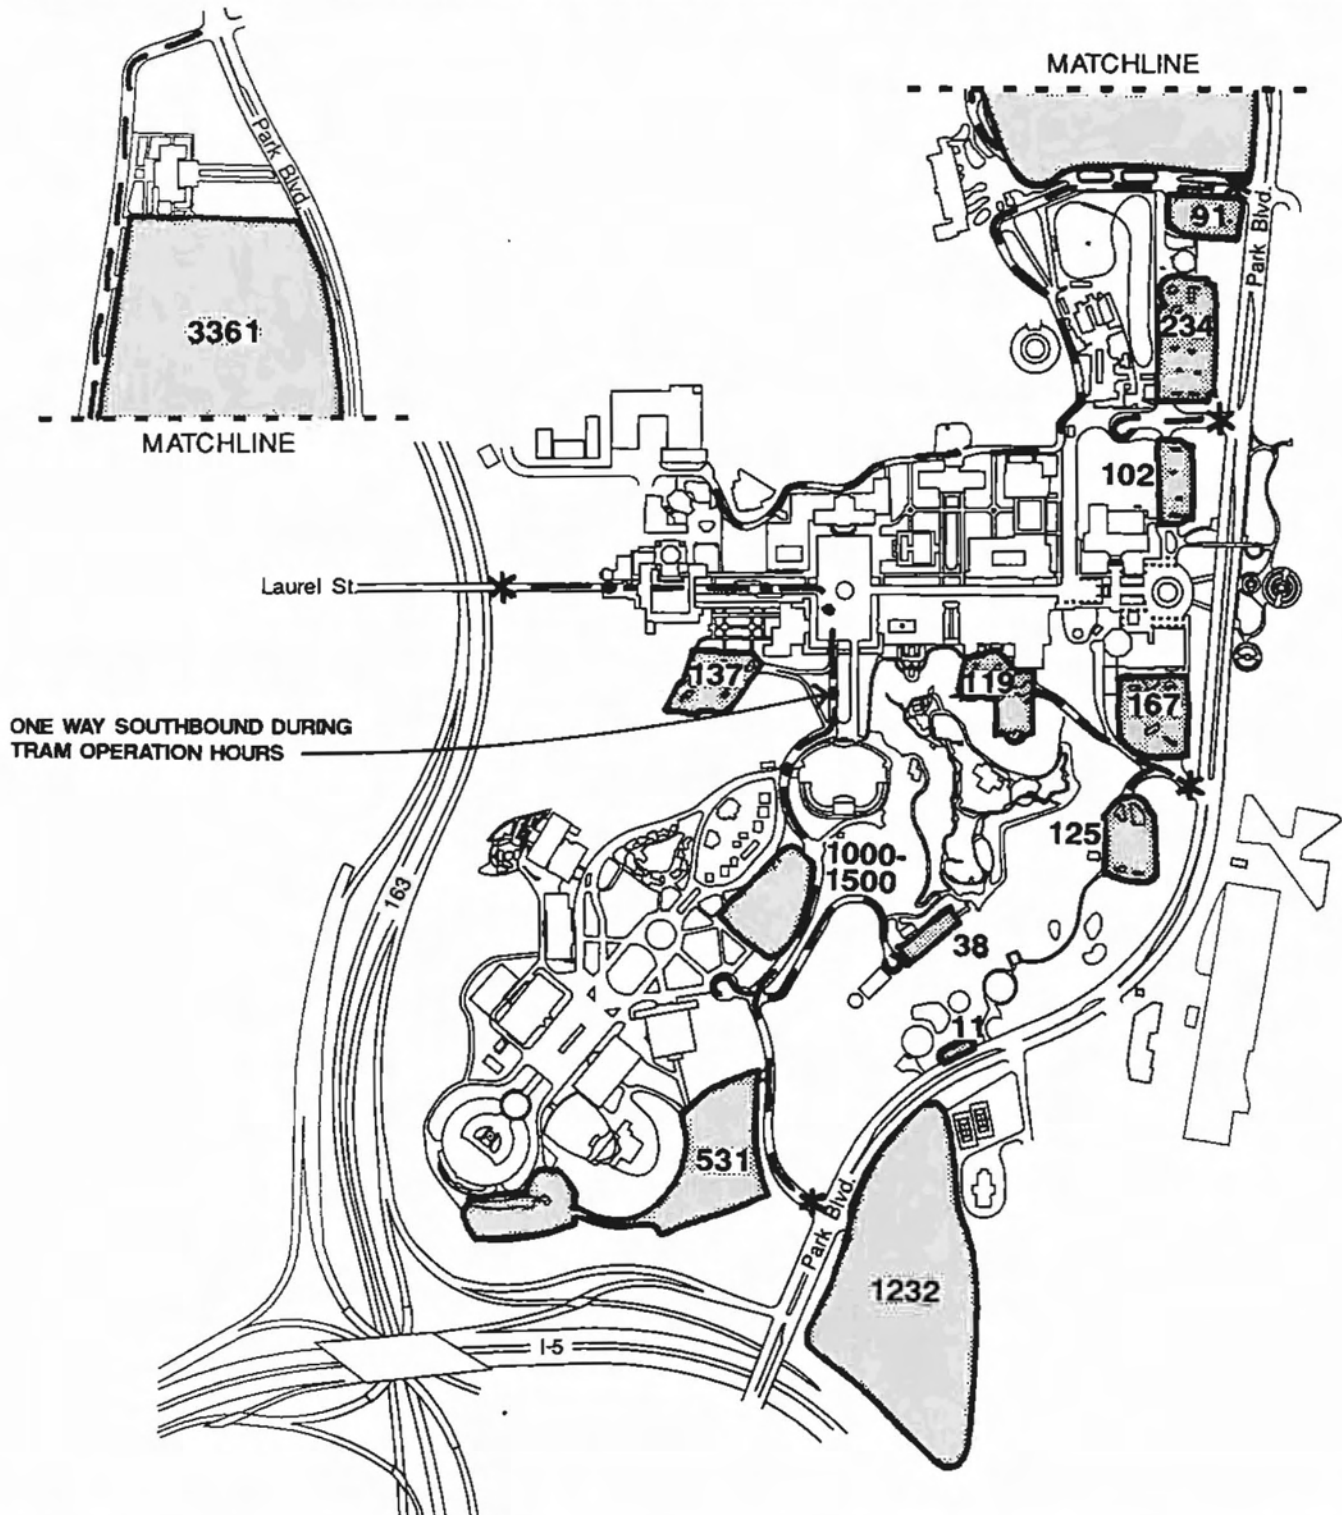 MATCHLINE
Park Blvd.
91
3361
234
Park Blvd.
MATCHLINE
102
Laurel St.
137
119
167
ONE WAY SOUTHBOUND DURING
TRAM OPERATION HOURS
125
1000-
1500
163
38
11
531
Park Blvd.
1232
I-5